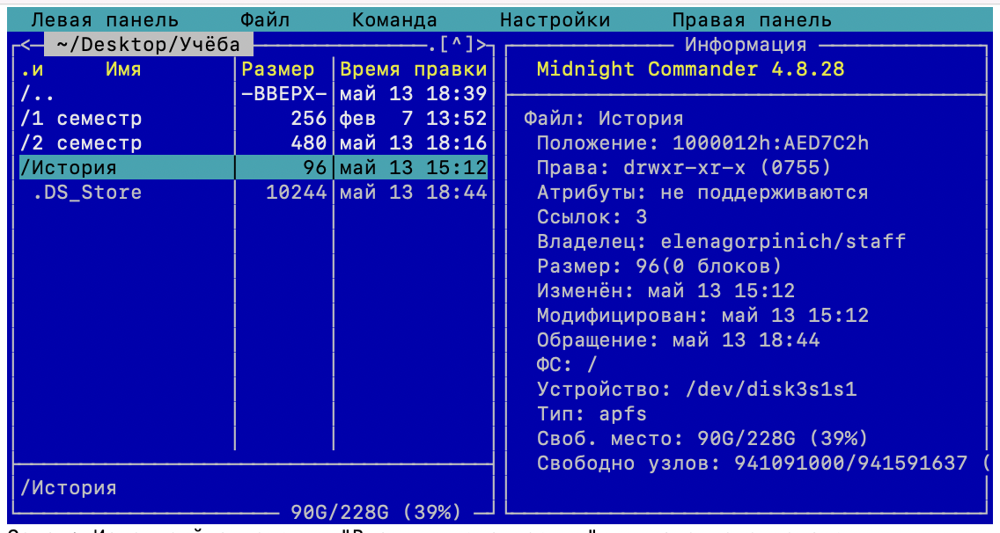 Левая панель Файл Команда Настройки Правая панель
<─ ~/Desktop/Учёба .[^]>
.и Имя Размер Время правки
/.. -ВВЕРХ- май 13 18:39
/1 семестр 256 фев 7 13:52
/2 семестр 480 май 13 18:16
/История 96 май 13 15:12
.DS_Store 10244 май 13 18:44
/История
90G/228G (39%)
Информация
Midnight Commander 4.8.28
Файл: История
Положение: 1000012h:AED7C2h
Права: drwxr-xr-x (0755)
Атрибуты: не поддерживаются
Ссылок: 3
Владелец: elenagorpinich/staff
Размер: 96(0 блоков)
Изменён: май 13 15:12
Модифицирован: май 13 15:12
Обращение: май 13 18:44
ФС: /
Устройство: /dev/disk3s1s1
Тип: apfs
Своб. место: 90G/228G (39%)
Свободно узлов: 941091000/941591637 (